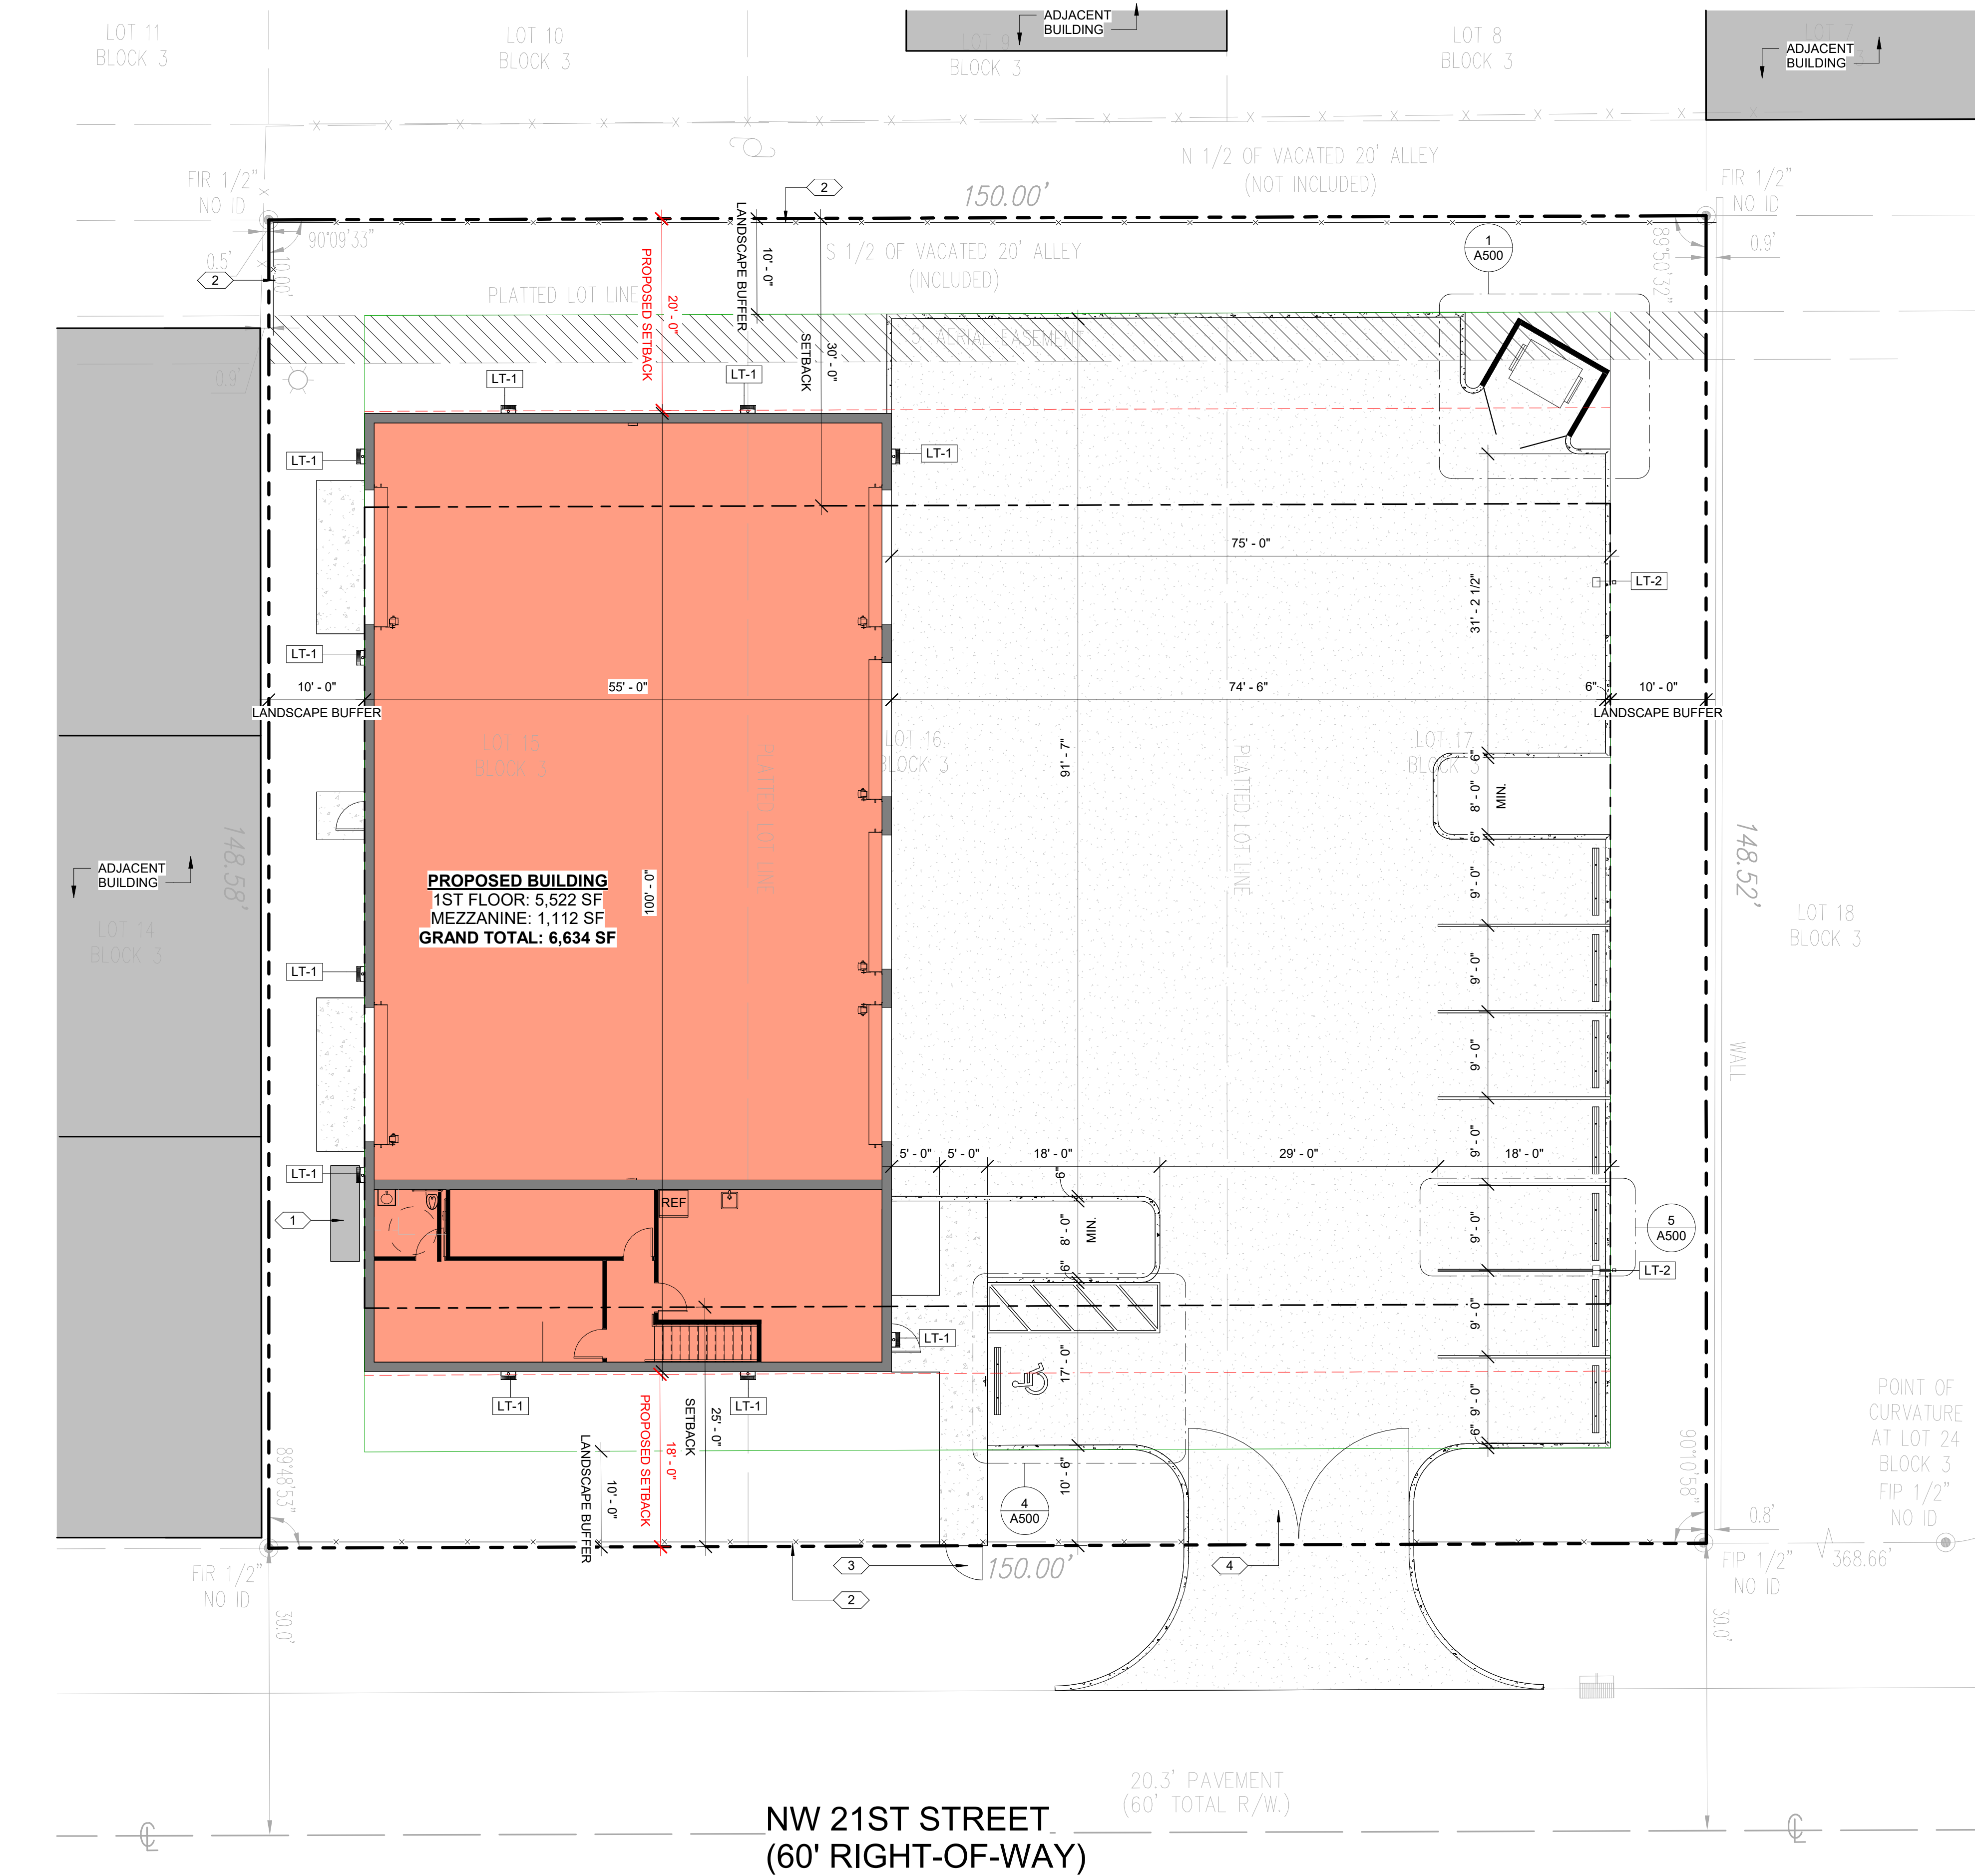 LOT 11
BLOCK 3
LOT 10
BLOCK 3
LOT 9
BLOCK 3
ADJACENT
BUILDING
LOT 8
BLOCK 3
LOT 7
ADJACENT
BUILDING
N 1/2 OF VACATED 20' ALLEY
(NOT INCLUDED)
FIR 1/2"
NO ID
2
150.00'
FIR 1/2"
NO ID
90°09'33"
0.5'
10.00'
2
LANDSCAPE BUFFER
10' - 0"
PROPOSED SETBACK
20' - 0"
SETBACK
30' - 0"
S 1/2 OF VACATED 20' ALLEY
(INCLUDED)
1
A500
89°50'32"
0.9'
PLATTED LOT LINE
5' AERIAL EASEMENT
0.9'
LT-1
LT-1
LT-1
LT-1
75' - 0"
31' - 2 1/2"
LT-2
LT-1
10' - 0"
LANDSCAPE BUFFER
55' - 0"
74' - 6"
6"
10' - 0"
LANDSCAPE BUFFER
LOT 15
BLOCK 3
PLATTED LOT LINE
LOT 16
BLOCK 3
91' - 7"
PLATTED LOT LINE
LOT 17
BLOCK 3
6"
8' - 0"
MIN.
6"
148.58'
148.52'
ADJACENT
BUILDING
LOT 14
BLOCK 3
PROPOSED BUILDING
1ST FLOOR: 5,522 SF
MEZZANINE: 1,112 SF
GRAND TOTAL: 6,634 SF
100' - 0"
9' - 0"
LOT 18
BLOCK 3
LT-1
9' - 0"
9' - 0"
WALL
LT-1
5' - 0"
5' - 0"
18' - 0"
29' - 0"
9' - 0"
18' - 0"
1
REF
6"
8' - 0"
MIN.
6"
9' - 0"
5
A500
LT-2
9' - 0"
LT-1
17' - 0"
9' - 0"
6"
LT-1
LT-1
SETBACK
25' - 0"
PROPOSED SETBACK
18' - 0"
LANDSCAPE BUFFER
10' - 0"
89°48'53"
10' - 6"
4
A500
90°10'58"
POINT OF
CURVATURE
AT LOT 24
BLOCK 3
FIP 1/2"
NO ID
0.8'
FIR 1/2"
NO ID
3
150.00'
4
FIP 1/2"
NO ID
368.66'
2
30.0'
30.0'
20.3' PAVEMENT
(60' TOTAL R/W.)
NW 21ST STREET
(60' RIGHT-OF-WAY)